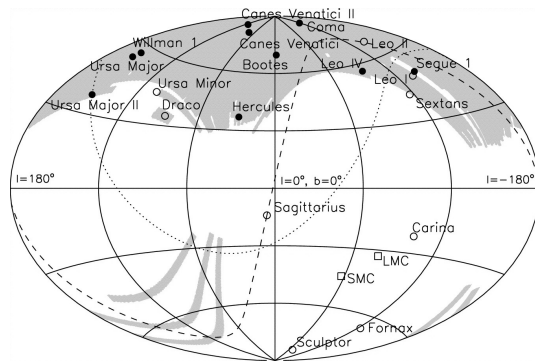 Canes Venatici II
Coma
Willman 1
Canes Venatici
Leo II
Ursa Major
Bootes
Leo IV
Segue 1
Leo I
Ursa Minor
Ursa Major II
Draco
Hercules
Sextans
l=180°
l=0°, b=0°
l=-180°
Sagittarius
Carina
LMC
SMC
Fornax
Sculptor